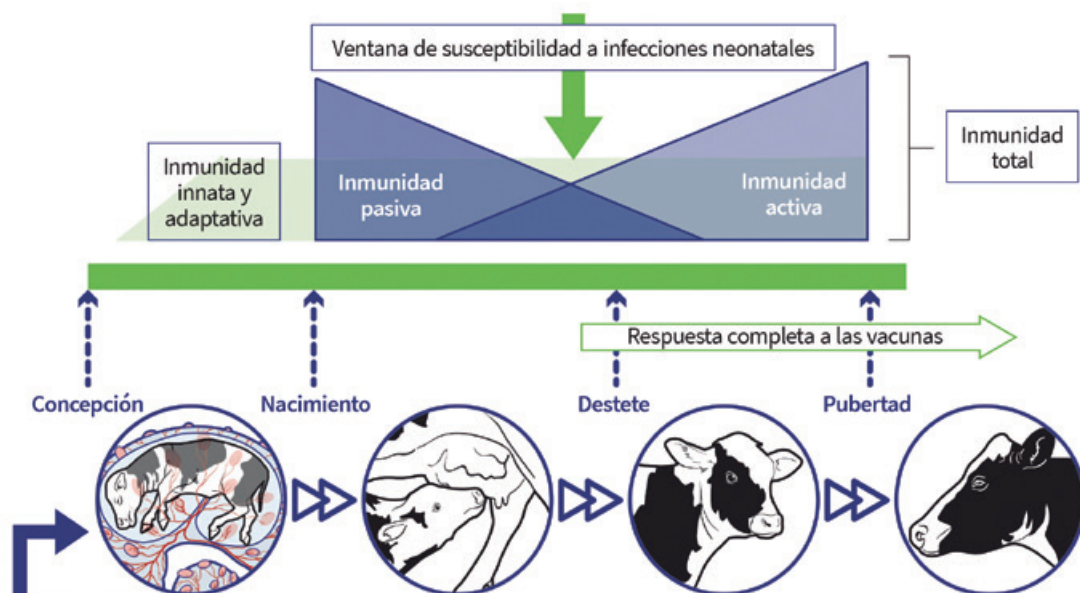 Ventana de susceptibilidad a infecciones neonatales
Inmunidad
innata y
adaptativa
Inmunidad
pasiva
Inmunidad
activa
Inmunidad
total
Respuesta completa a las vacunas
Concepción
Nacimiento
Destete
Pubertad